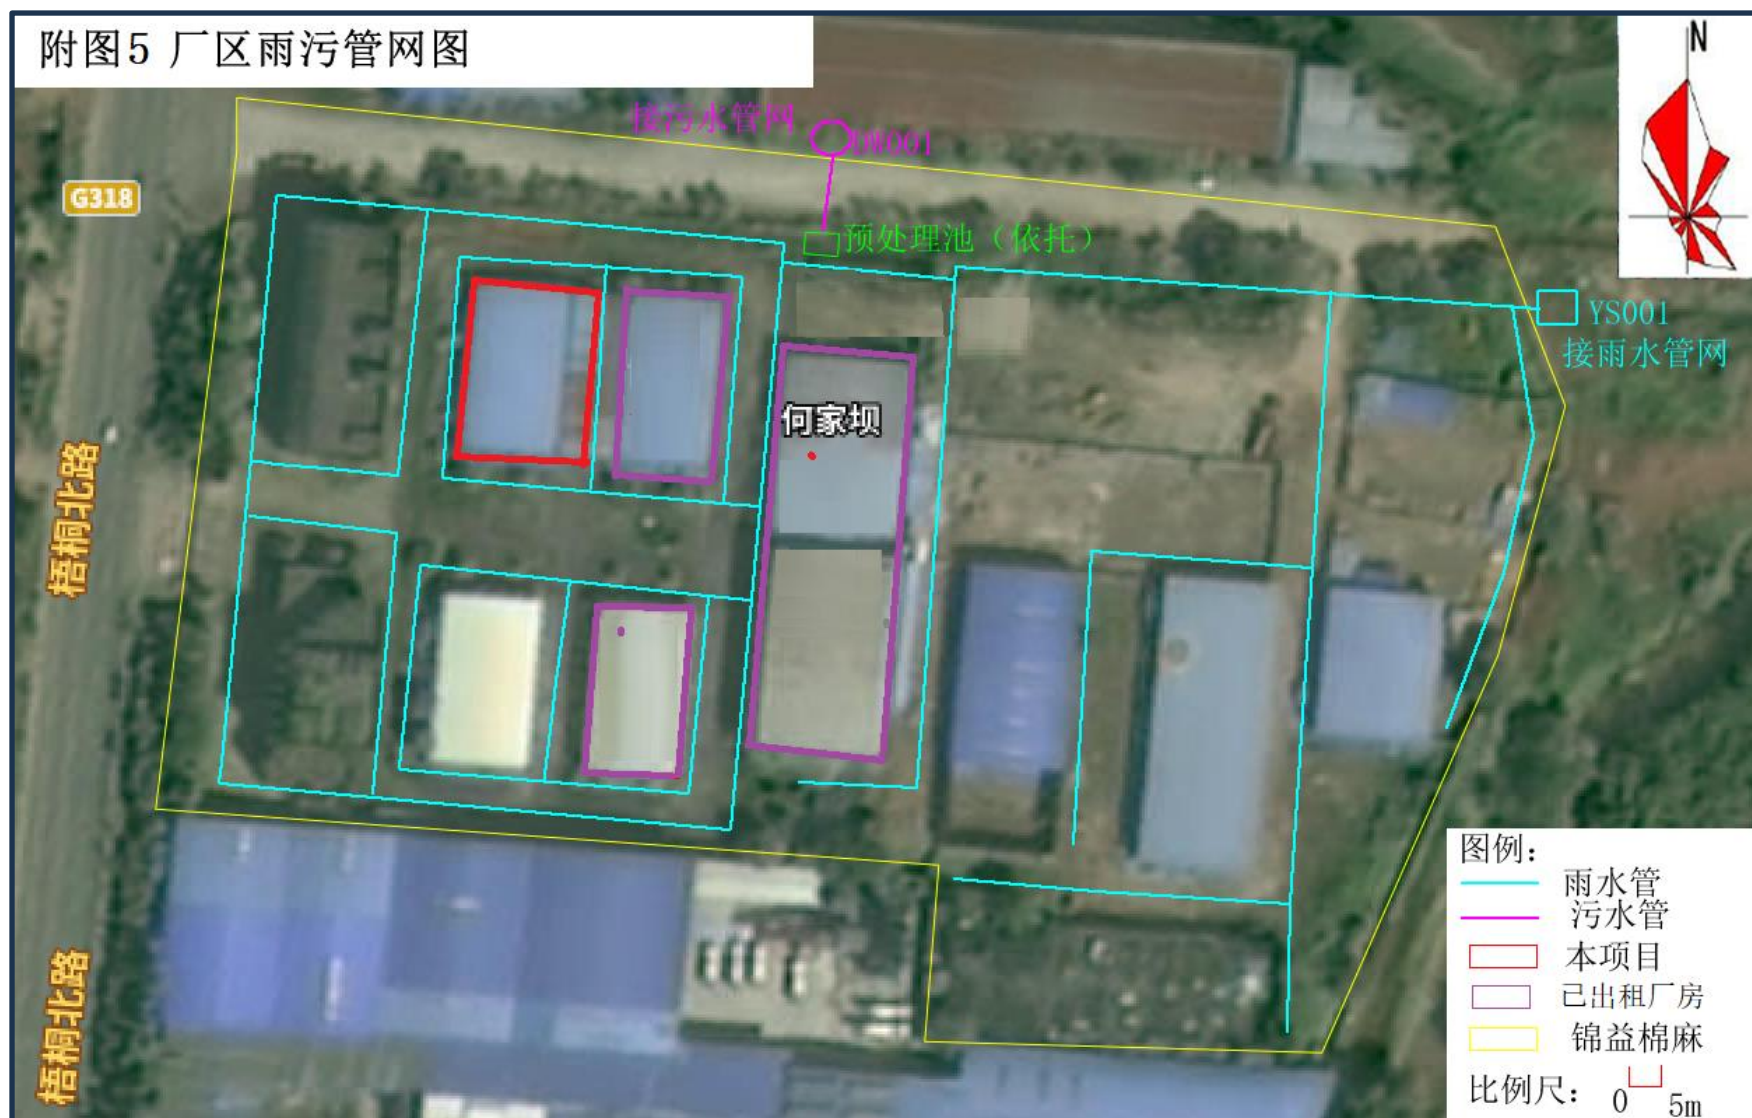 附图5 厂区雨污管网图
N
接污水管网
DW001
G318
预处理池（依托）
YS001
接雨水管网
何家坝
梧桐北路
梧桐北路
图例：
雨水管
污水管
本项目
已出租厂房
锦益棉麻
比例尺：
0 5m